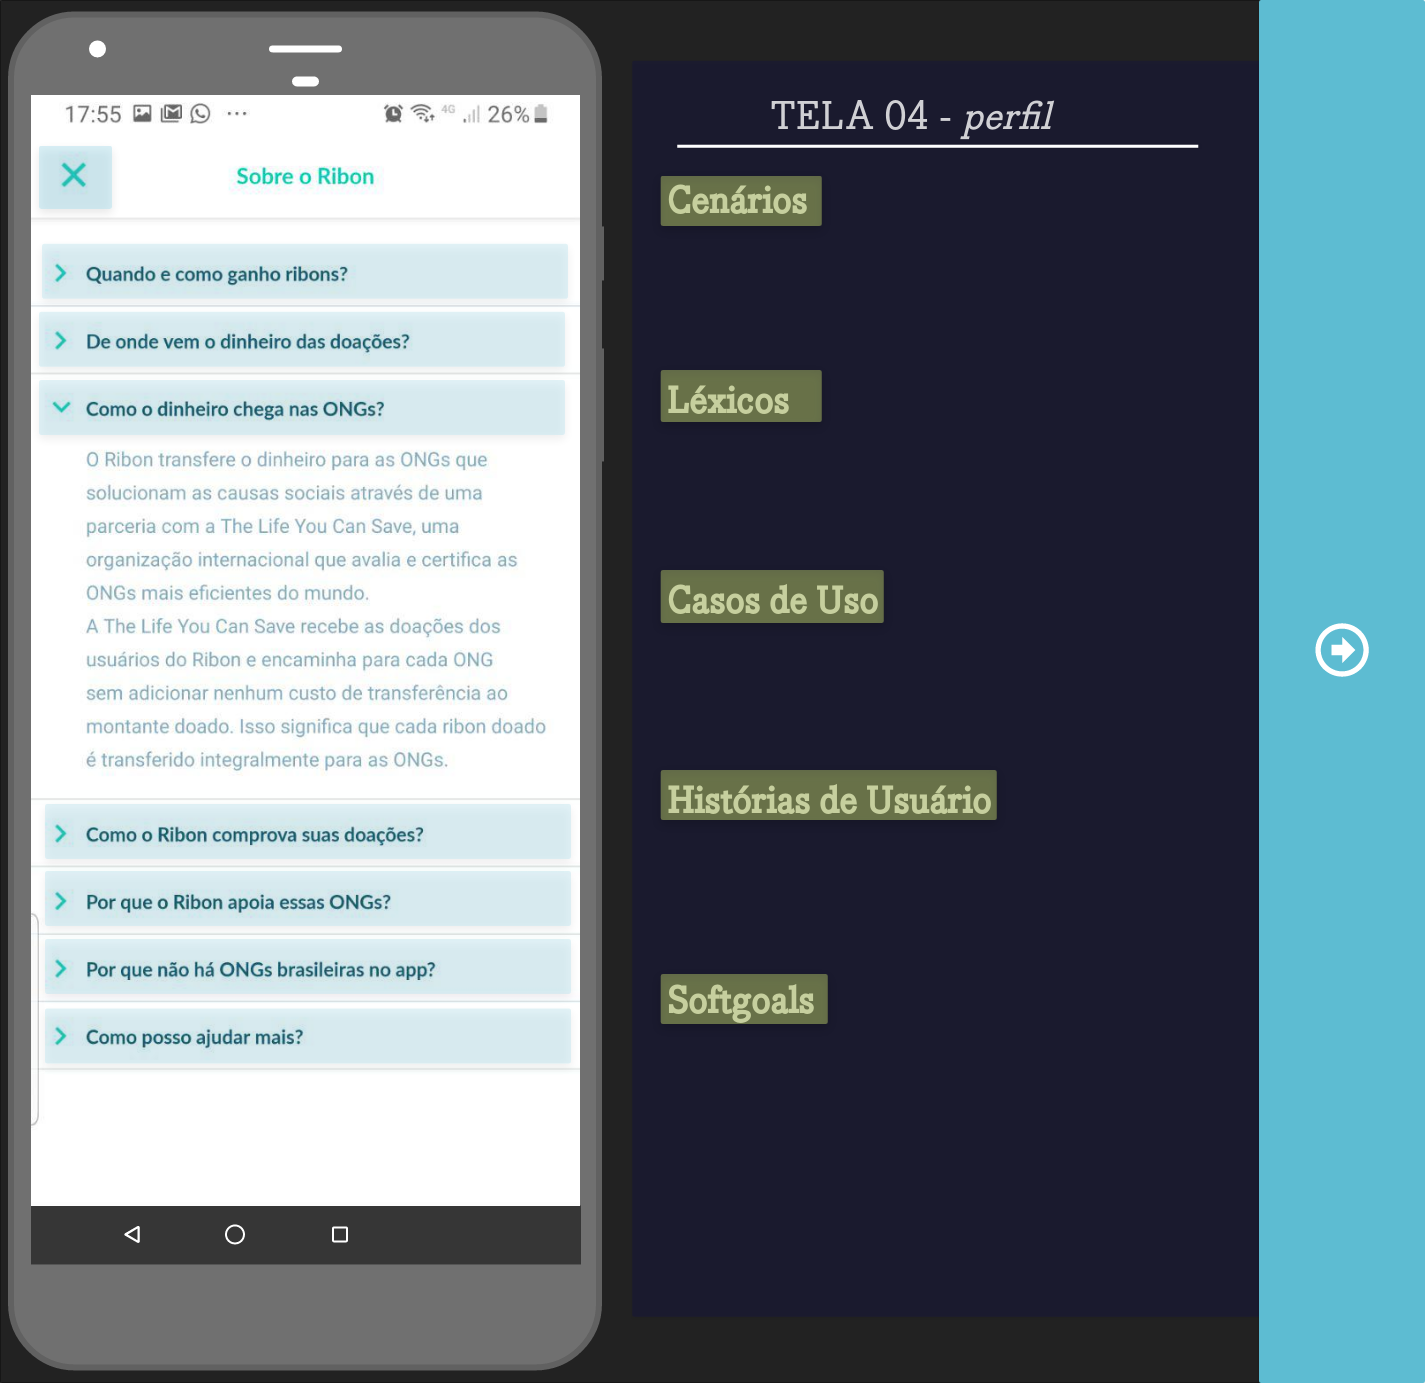 17:55
4G
26%
Sobre o Ribon
Quando e como ganho ribons?
De onde vem o dinheiro das doações?
Como o dinheiro chega nas ONGs?
O Ribon transfere o dinheiro para as ONGs que
solucionam as causas sociais através de uma
parceria com a The Life You Can Save, uma
organização internacional que avalia e certifica as
ONGs mais eficientes do mundo.
A The Life You Can Save recebe as doações dos
usuários do Ribon e encaminha para cada ONG
sem adicionar nenhum custo de transferência ao
montante doado. Isso significa que cada ribon doado
é transferido integralmente para as ONGs.
Como o Ribon comprova suas doações?
Por que o Ribon apoia essas ONGs?
Por que não há ONGs brasileiras no app?
Como posso ajudar mais?
TELA 04 - perfil
Cenários
Léxicos
Casos de Uso
Histórias de Usuário
Softgoals